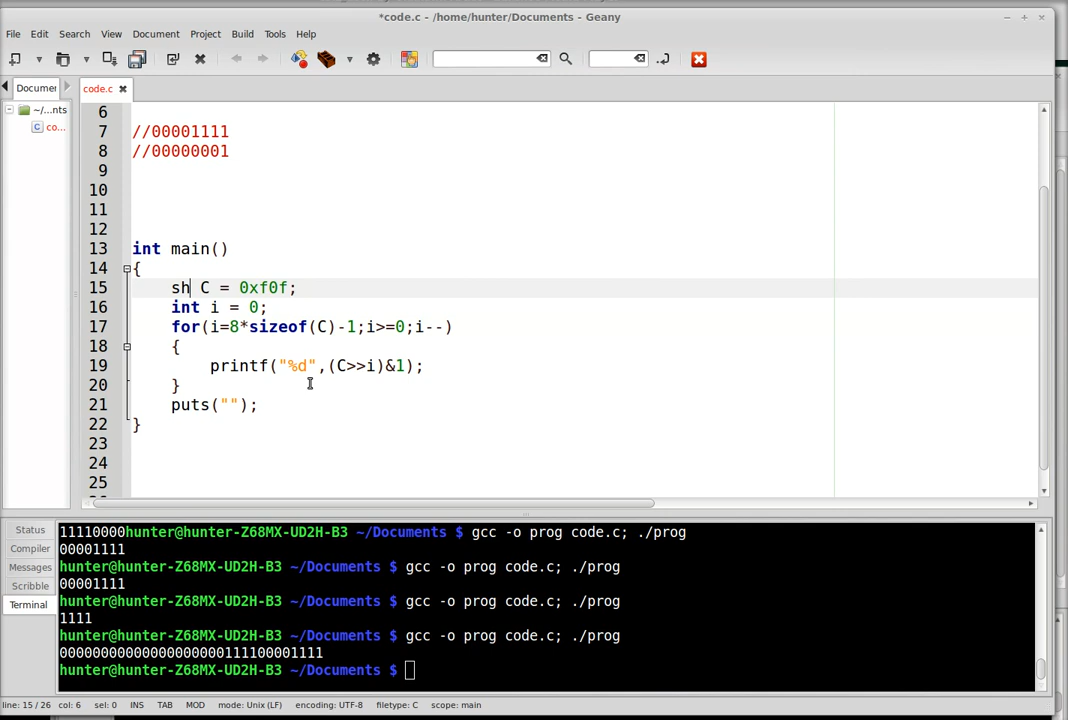 *code.c - /home/hunter/Documents - Geany
File Edit Search View Document Project Build Tools Help
Documer
code.c
~/...nts
co...
6
7 //00001111
8 //00000001
9
10
11
12
13 int main()
14 {
15 sh C = 0xf0f;
16 int i = 0;
17 for(i=8*sizeof(C)-1;i>=0;i--)
18 {
19 printf("%d",(C>>i)&1);
20 }
21 puts("");
22 }
23
24
25
Status
Compiler
Messages
Scribble
Terminal
11110000hunter@hunter-Z68MX-UD2H-B3 ~/Documents $ gcc -o prog code.c; ./prog
00001111
hunter@hunter-Z68MX-UD2H-B3 ~/Documents $ gcc -o prog code.c; ./prog
00001111
hunter@hunter-Z68MX-UD2H-B3 ~/Documents $ gcc -o prog code.c; ./prog
1111
hunter@hunter-Z68MX-UD2H-B3 ~/Documents $ gcc -o prog code.c; ./prog
00000000000000000000111100001111
hunter@hunter-Z68MX-UD2H-B3 ~/Documents $
line: 15 / 26 col: 6 sel: 0 INS TAB MOD mode: Unix (LF) encoding: UTF-8 filetype: C scope: main